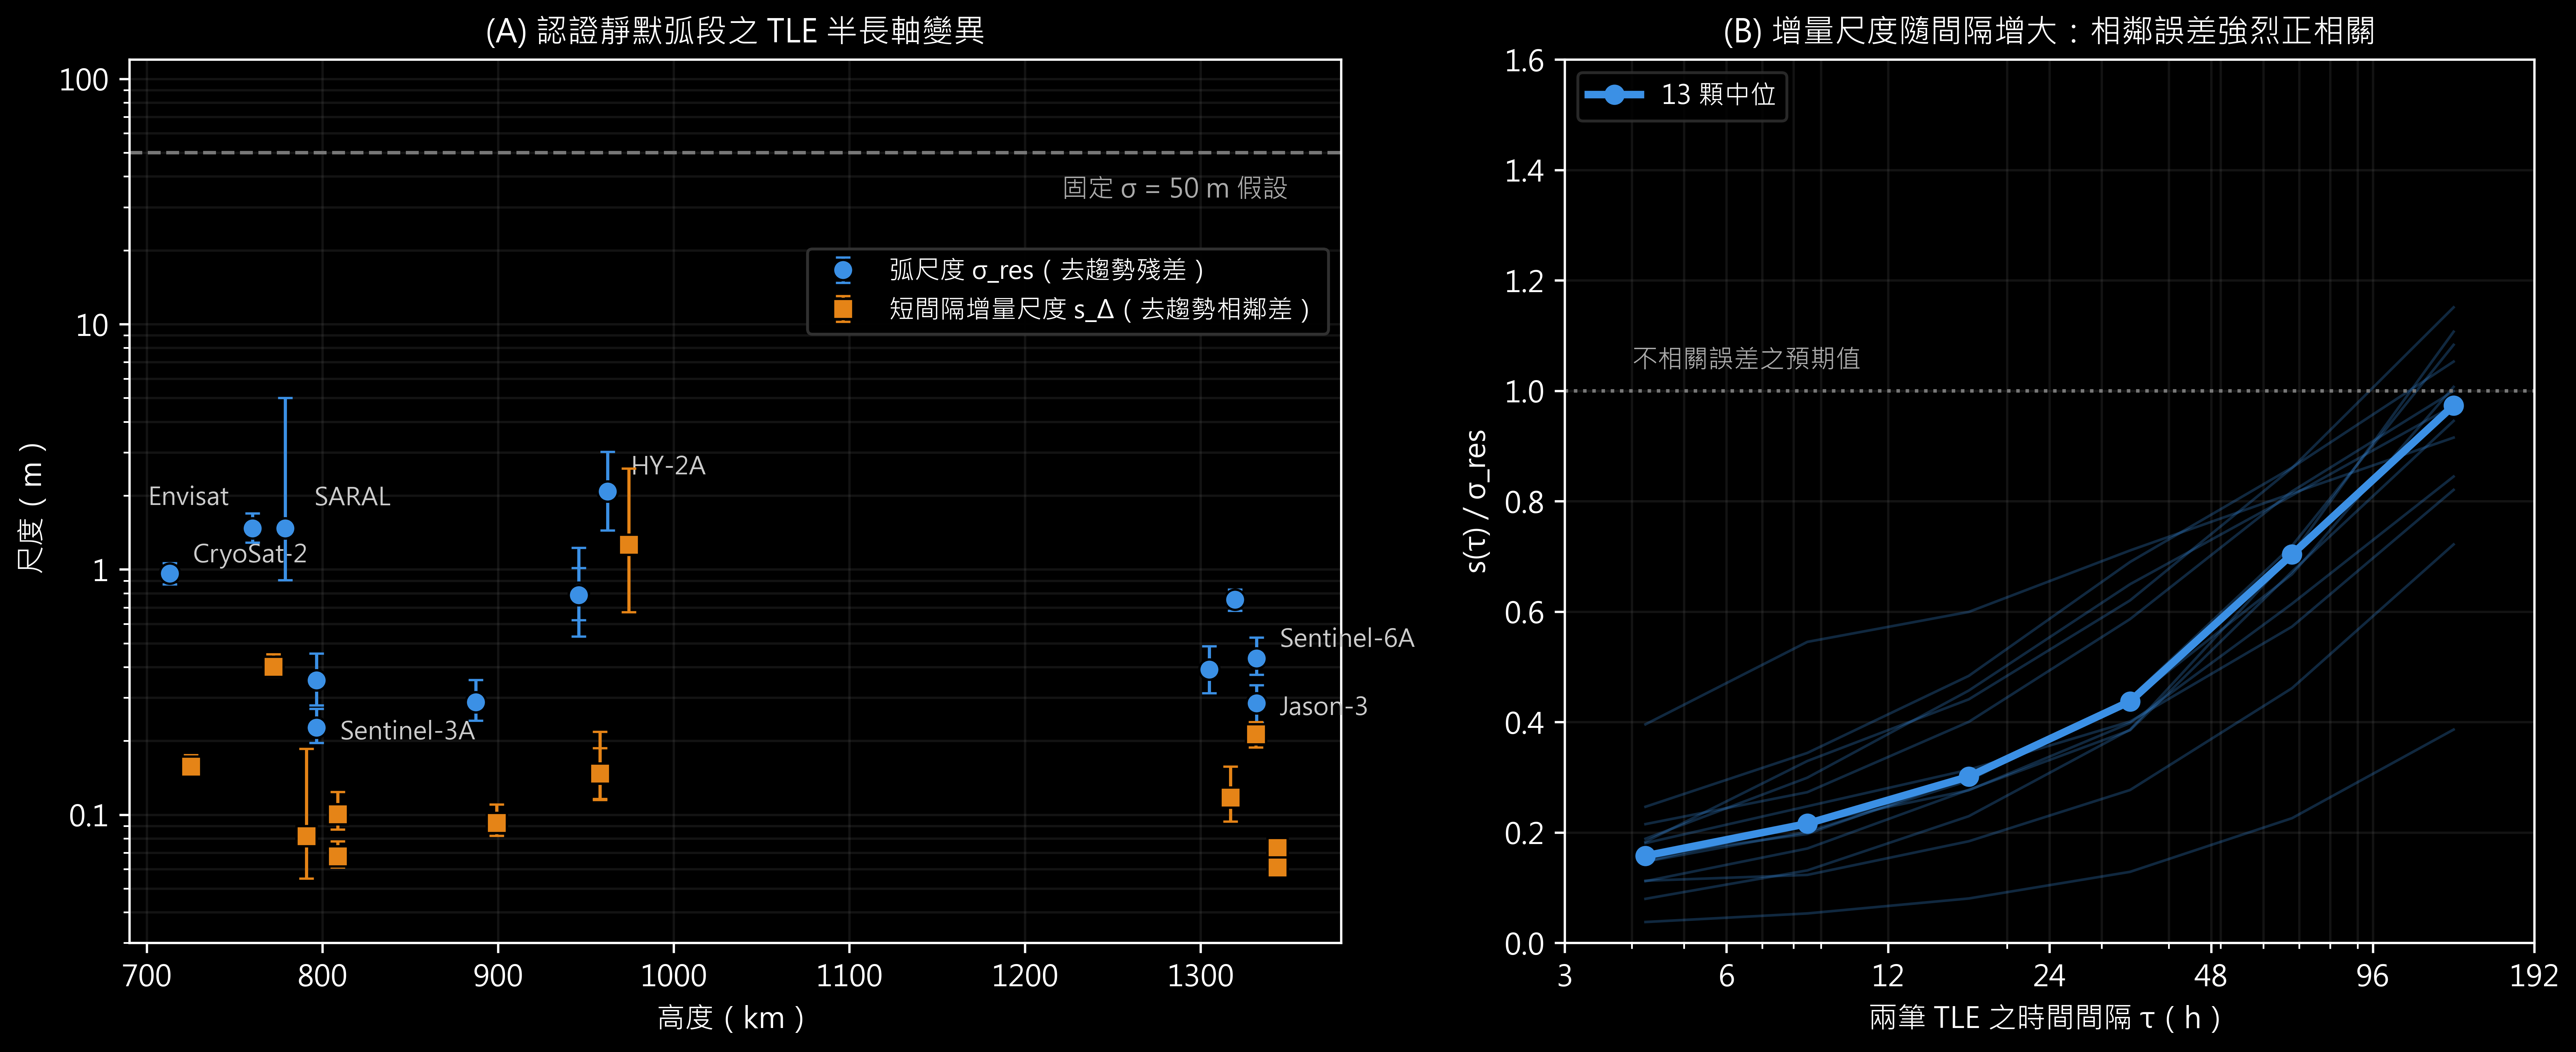 (A) 認證靜默弧段之 TLE 半長軸變異
尺度 ( m )
100
10
1
0.1
固定 σ = 50 m 假設
弧尺度 σ_res ( 去趨勢殘差 )
短間隔增量尺度 s_Δ ( 去趨勢相鄰差 )
Envisat
SARAL
HY-2A
CryoSat-2
Sentinel-6A
Jason-3
Sentinel-3A
700
800
900
1000
1100
1200
1300
高度 ( km )
(B) 增量尺度隨間隔增大：相鄰誤差強烈正相關
s(τ) / σ_res
1.6
1.4
1.2
1.0
0.8
0.6
0.4
0.2
0.0
13 顆中位
不相關誤差之預期值
3
6
12
24
48
96
192
兩筆 TLE 之時間間隔 τ ( h )